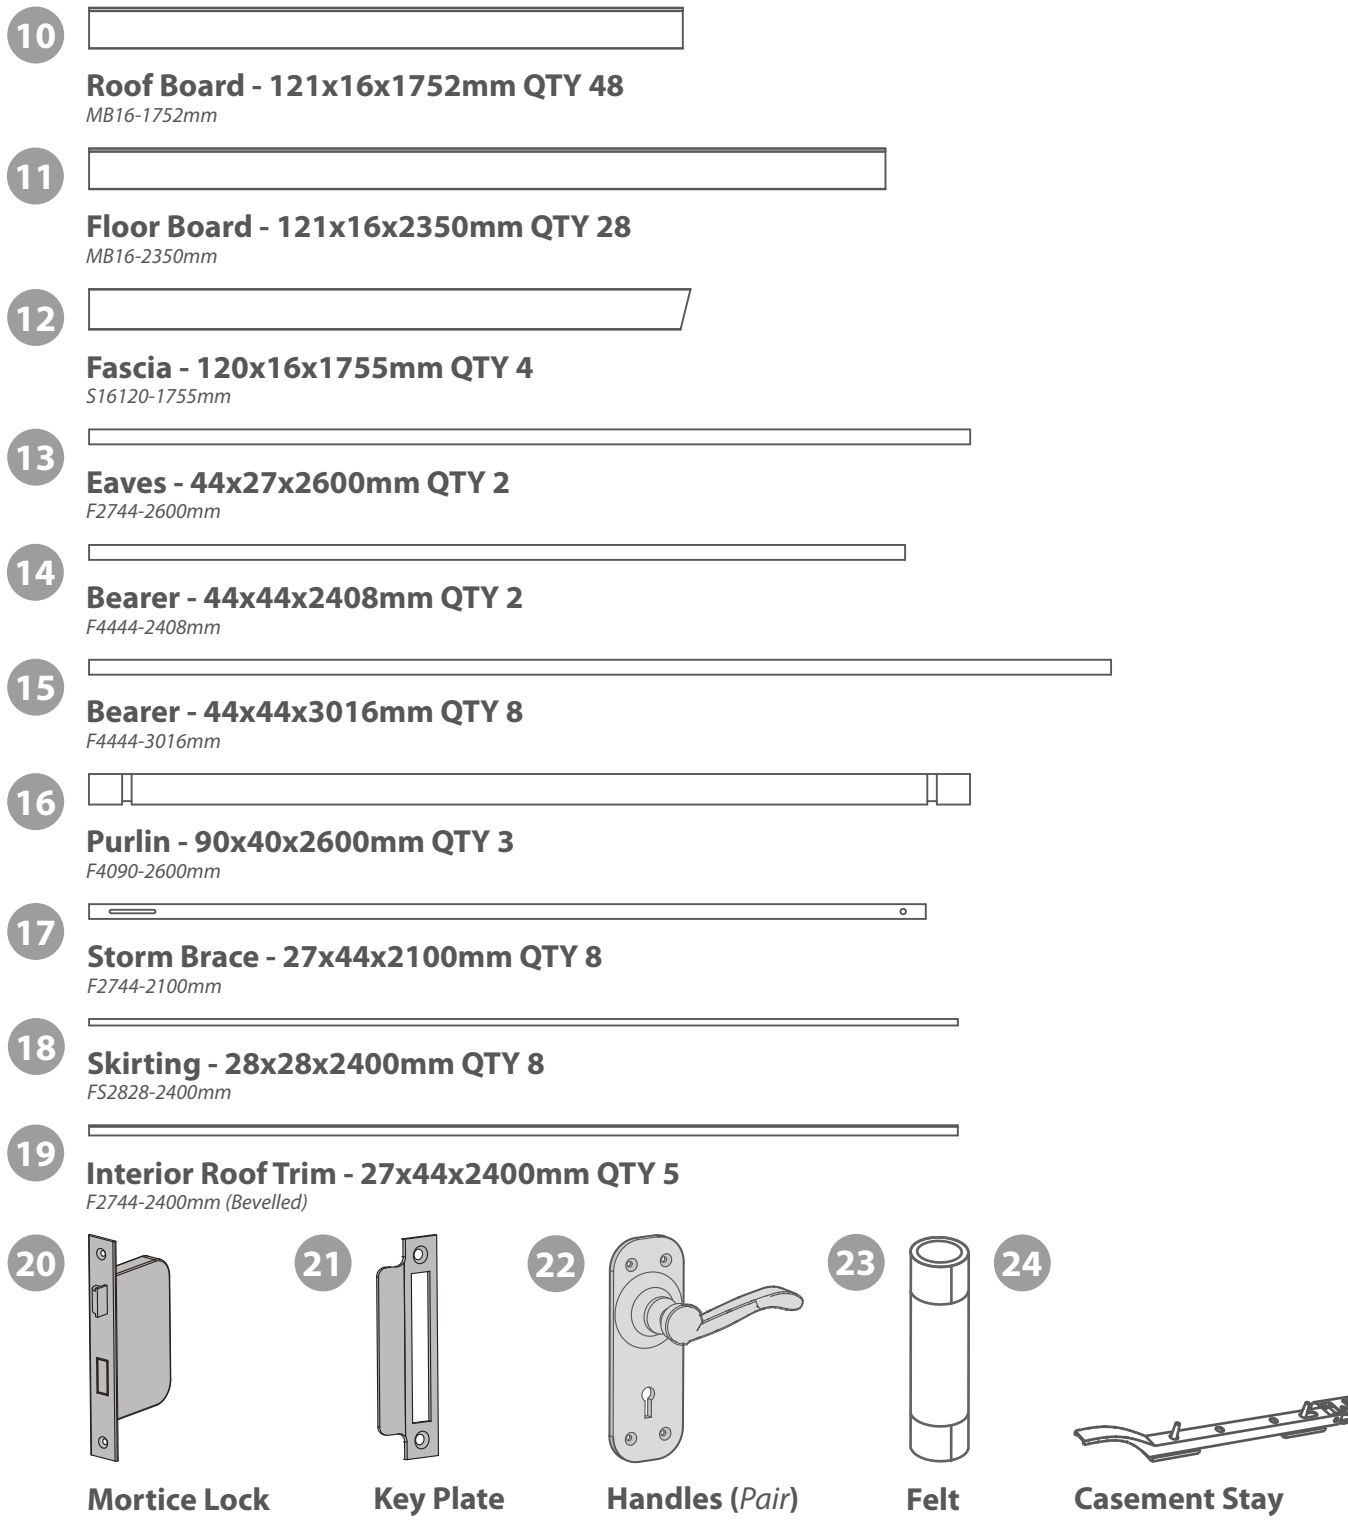 10
Roof Board - 121x16x1752mm QTY 48
MB16-1752mm
11
Floor Board - 121x16x2350mm QTY 28
MB16-2350mm
12
Fascia - 120x16x1755mm QTY 4
S16120-1755mm
13
Eaves - 44x27x2600mm QTY 2
F2744-2600mm
14
Bearer - 44x44x2408mm QTY 2
F4444-2408mm
15
Bearer - 44x44x3016mm QTY 8
F4444-3016mm
16
Purlin - 90x40x2600mm QTY 3
F4090-2600mm
17
Storm Brace - 27x44x2100mm QTY 8
F2744-2100mm
18
Skirting - 28x28x2400mm QTY 8
FS2828-2400mm
19
Interior Roof Trim - 27x44x2400mm QTY 5
F2744-2400mm (Bevelled)
20
Mortice Lock
21
Key Plate
22
Handles (Pair)
23
Felt
24
Casement Stay